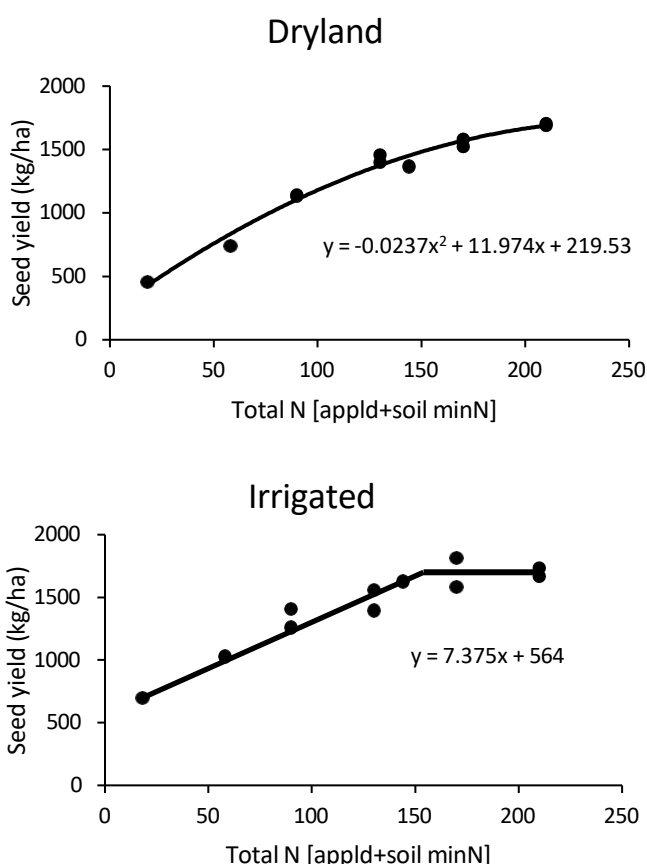 Dryland
Seed yield (kg/ha)
2000
1500
1000
500
0
y = -0.0237x² + 11.974x + 219.53
0 50 100 150 200 250
Total N [appld+soil minN]
Irrigated
Seed yield (kg/ha)
2000
1500
1000
500
0
y = 7.375x + 564
0 50 100 150 200 250
Total N [appld+soil minN]